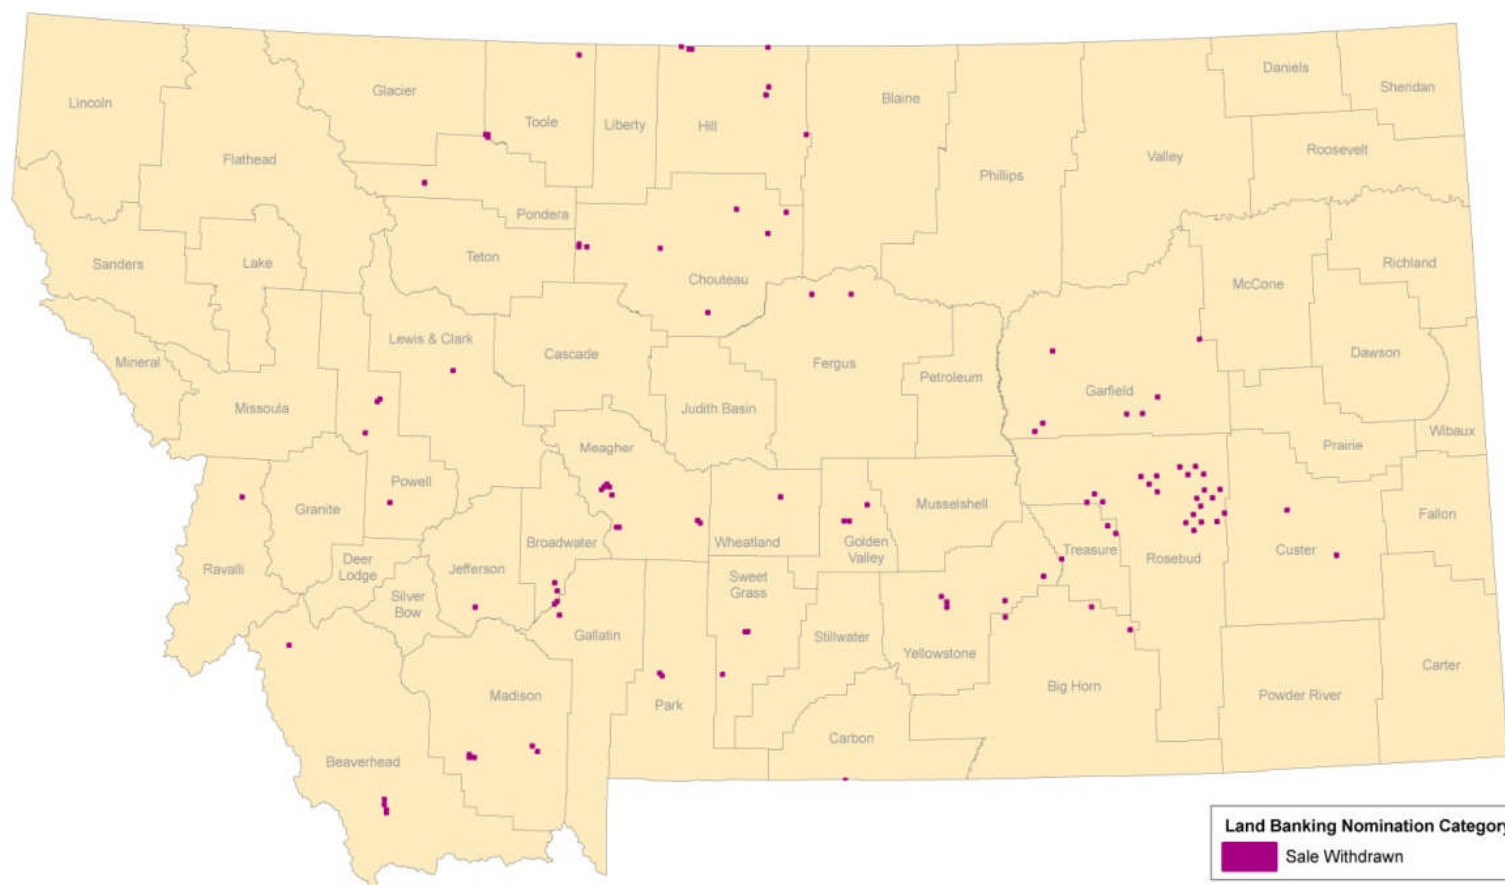 Daniels
Sheridan
Glacier
Blaine
Lincoln
Toole
Liberty
Hill
Flathead
Valley
Roosevelt
Phillips
Pondera
Teton
Sanders
Lake
Chouteau
Richland
McCone
Lewis & Clark
Cascade
Mineral
Fergus
Dawson
Petroleum
Garfield
Missoula
Judith Basin
Wibaux
Prairie
Meagher
Powell
Granite
Musselshell
Fallon
Broadwater
Wheatland
Golden
Valley
Treasure
Rosebud
Custer
Deer
Lodge
Ravalli
Jefferson
Sweet
Grass
Silver
Bow
Gallatin
Stillwater
Yellowstone
Carter
Big Horn
Powder River
Madison
Park
Carbon
Beaverhead
Land Banking Nomination Category
Sale Withdrawn